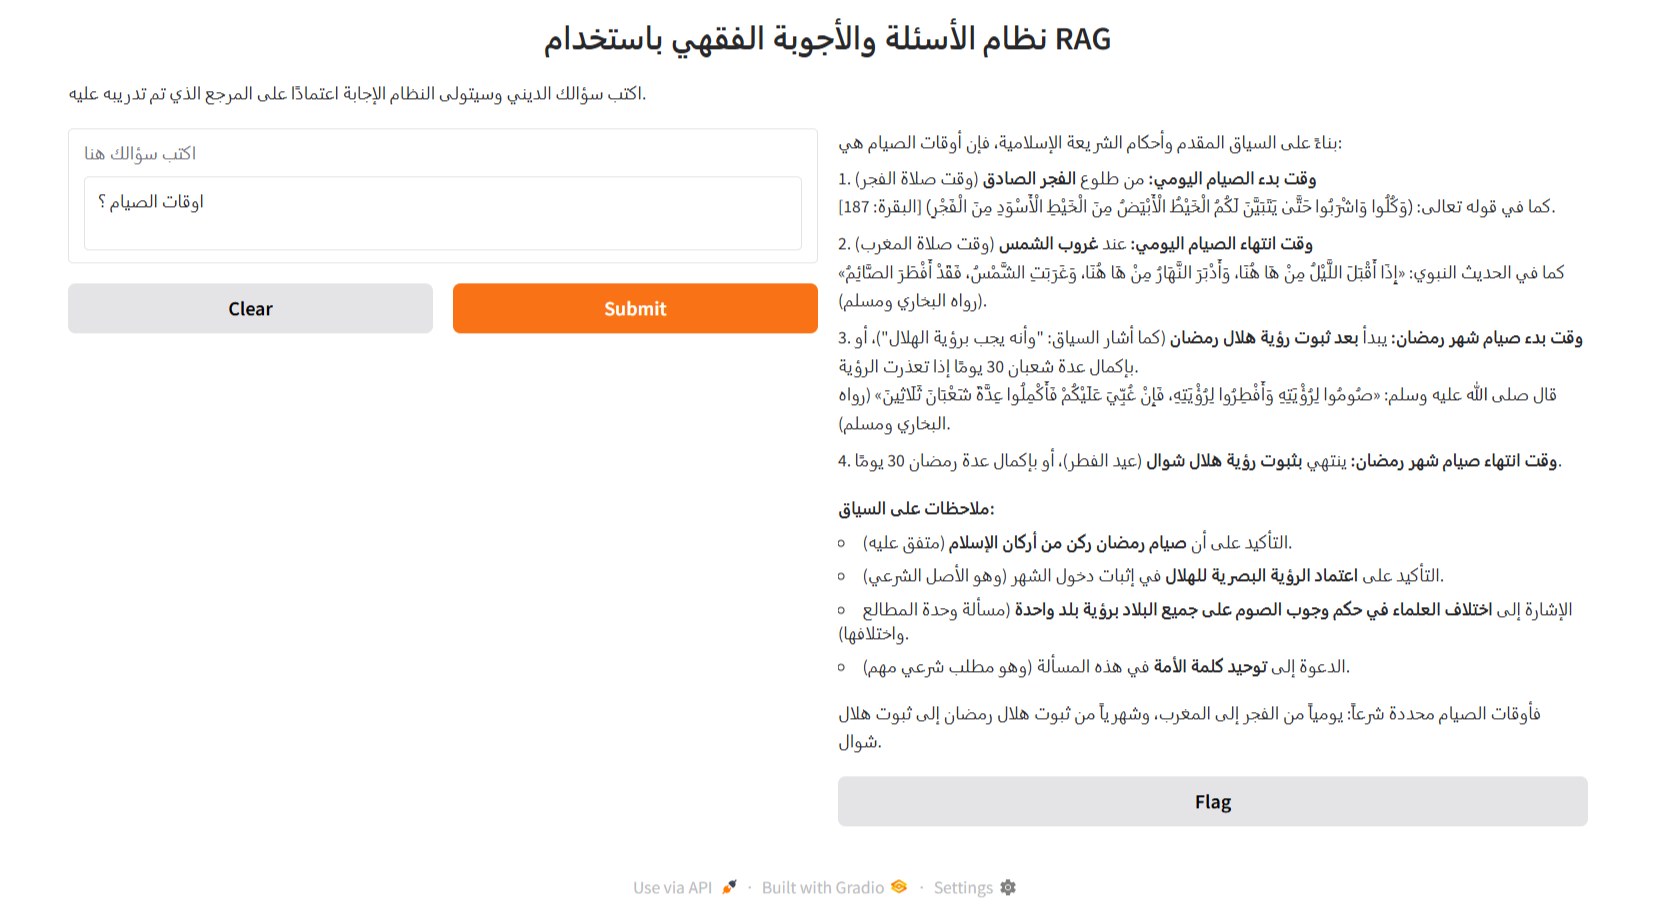 نظام الأسئلة والأجوبة الفقهي باستخدام RAG
اكتب سؤالك الديني وسيتولى النظام الإجابة اعتمادًا على المرجع الذي تم تدريبه عليه.
اكتب سؤالك هنا
اوقات الصيام ؟
Clear
Submit
بناءً على السياق المقدم وأحكام الشريعة الإسلامية، فإن أوقات الصيام هي:
1. وقت بدء الصيام اليومي: من طلوع الفجر الصادق (وقت صلاة الفجر)
كما في قوله تعالى: (وَكُلُوا وَاشْرَبُوا حَتَّىٰ يَتَبَيَّنَ لَكُمُ الْخَيْطُ الْأَبْيَضُ مِنَ الْخَيْطِ الْأَسْوَدِ مِنَ الْفَجْرِ) [البقرة: 187].
2. وقت انتهاء الصيام اليومي: عند غروب الشمس (وقت صلاة المغرب)
كما في الحديث النبوي: «إِذَا أَقْبَلَ اللَّيْلُ مِنْ هَا هُنَا، وَأَدْبَرَ النَّهَارُ مِنْ هَا هُنَا، وَغَرَبَتِ الشَّمْسُ، فَقَدْ أَفْطَرَ الصَّائِمُ»
(رواه البخاري ومسلم).
3. وقت بدء صيام شهر رمضان: يبدأ بعد ثبوت رؤية هلال رمضان (كما أشار السياق: "وأنه يجب برؤية الهلال")، أو
بإكمال عدة شعبان 30 يومًا إذا تعذرت الرؤية.
قال صلى الله عليه وسلم: «صُومُوا لِرُؤْيَتِهِ وَأَفْطِرُوا لِرُؤْيَتِهِ، فَإِنْ غُبِّيَ عَلَيْكُمْ فَأَكْمِلُوا عِدَّةَ شَعْبَانَ ثَلَاثِينَ» (رواه
البخاري ومسلم).
4. وقت انتهاء صيام شهر رمضان: ينتهي بثبوت رؤية هلال شوال (عيد الفطر)، أو بإكمال عدة رمضان 30 يومًا.
ملاحظات على السياق:
التأكيد على أن صيام رمضان ركن من أركان الإسلام (متفق عليه).
التأكيد على اعتماد الرؤية البصرية للهلال في إثبات دخول الشهر (وهو الأصل الشرعي).
الإشارة إلى اختلاف العلماء في حكم وجوب الصوم على جميع البلاد برؤية بلد واحدة (مسألة وحدة المطالع
واختلافها).
الدعوة إلى توحيد كلمة الأمة في هذه المسألة (وهو مطلب شرعي مهم).
فأوقات الصيام محددة شرعاً: يومياً من الفجر إلى المغرب، وشهرياً من ثبوت هلال رمضان إلى ثبوت هلال
شوال.
Flag
Use via API · Built with Gradio · Settings